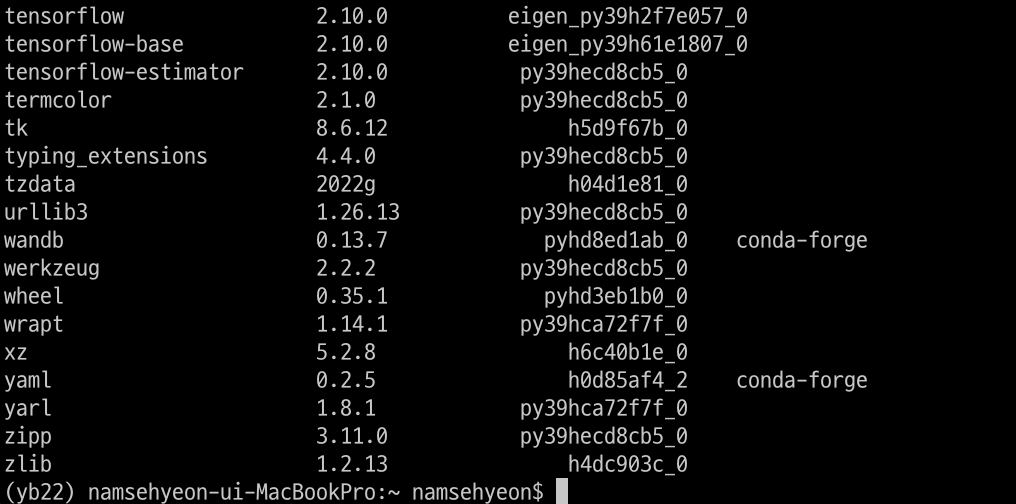 tensorflow                2.10.0          eigen_py39h2f7e057_0
tensorflow-base           2.10.0          eigen_py39h61e1807_0
tensorflow-estimator      2.10.0           py39hecd8cb5_0
termcolor                 2.1.0            py39hecd8cb5_0
tk                        8.6.12               h5d9f67b_0
typing_extensions         4.4.0            py39hecd8cb5_0
tzdata                    2022g                h04d1e81_0
urllib3                   1.26.13          py39hecd8cb5_0
wandb                     0.13.7             pyhd8ed1ab_0    conda-forge
werkzeug                  2.2.2            py39hecd8cb5_0
wheel                     0.35.1             pyhd3eb1b0_0
wrapt                     1.14.1           py39hca72f7f_0
xz                        5.2.8                h6c40b1e_0
yaml                      0.2.5                h0d85af4_2    conda-forge
yarl                      1.8.1            py39hca72f7f_0
zipp                      3.11.0           py39hecd8cb5_0
zlib                      1.2.13               h4dc903c_0
(yb22) namsehyeon-ui-MacBookPro:~ namsehyeon$